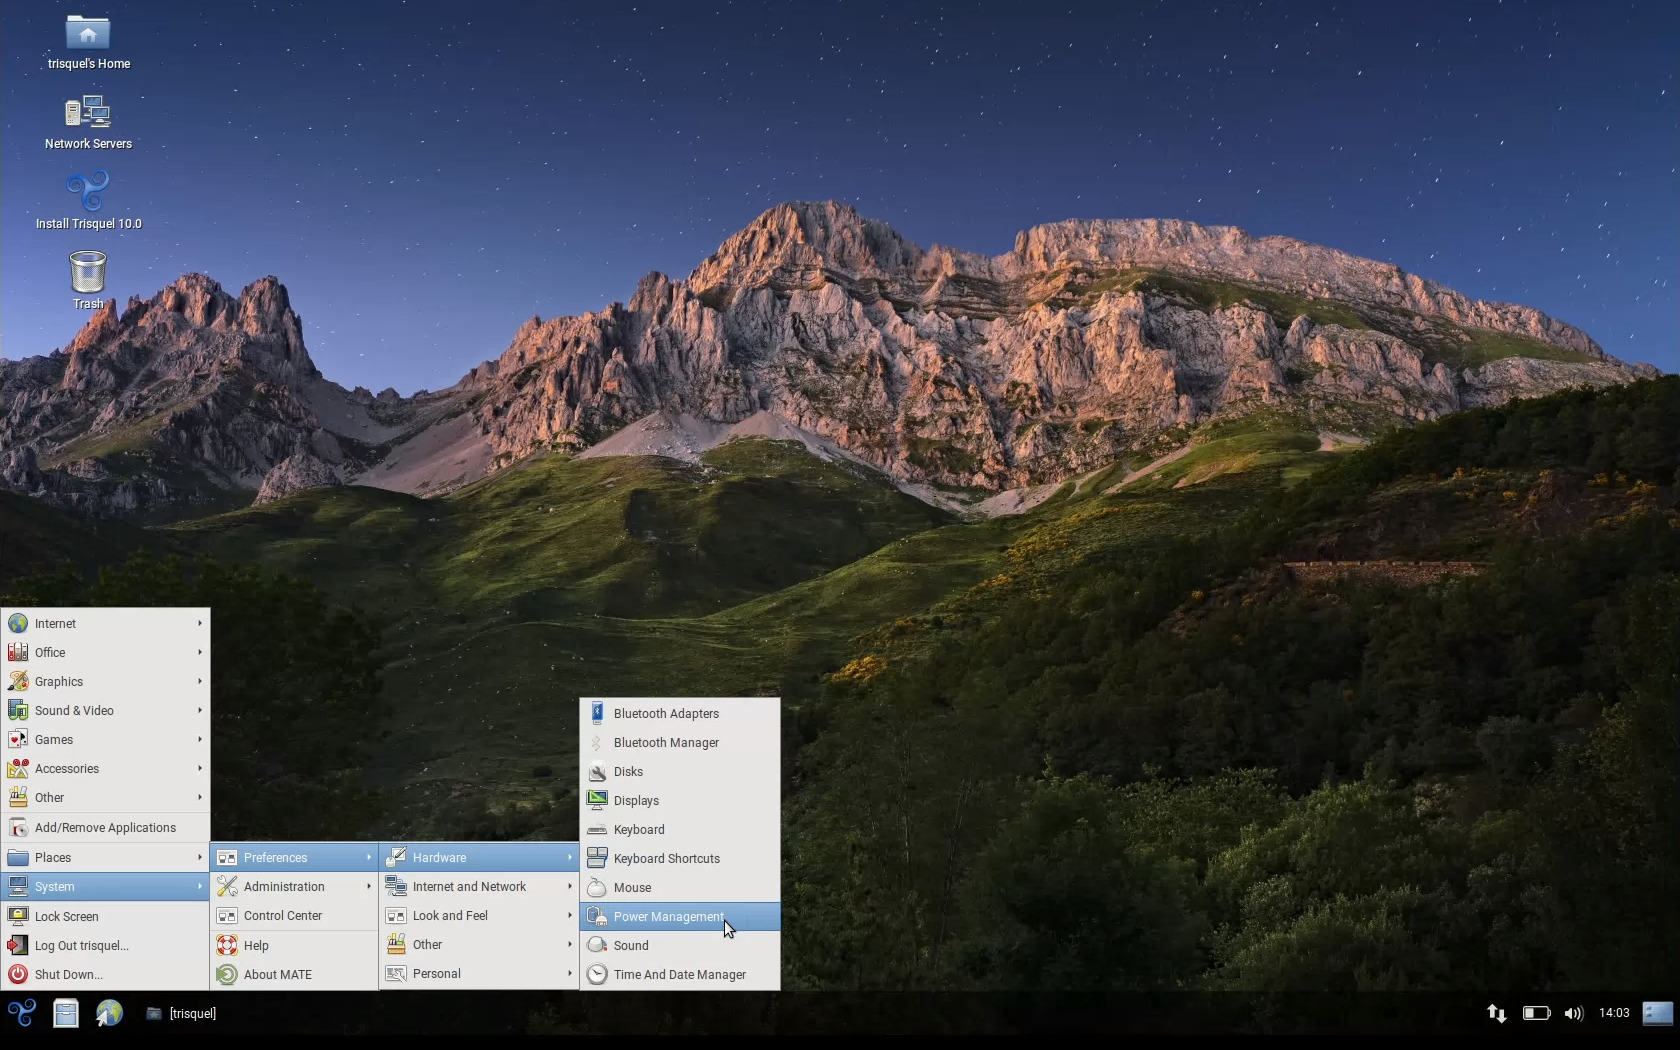 trisquel's Home
Network Servers
Install Trisquel 10.0
Trash
Internet
Office
Graphics
Sound & Video
Games
Accessories
Other
Add/Remove Applications
Places
System
Lock Screen
Log Out trisquel...
Shut Down...
Preferences
Administration
Control Center
Help
About MATE
Hardware
Internet and Network
Look and Feel
Other
Personal
Bluetooth Adapters
Bluetooth Manager
Disks
Displays
Keyboard
Keyboard Shortcuts
Mouse
Power Management
Sound
Time And Date Manager
[trisquel]
14:03